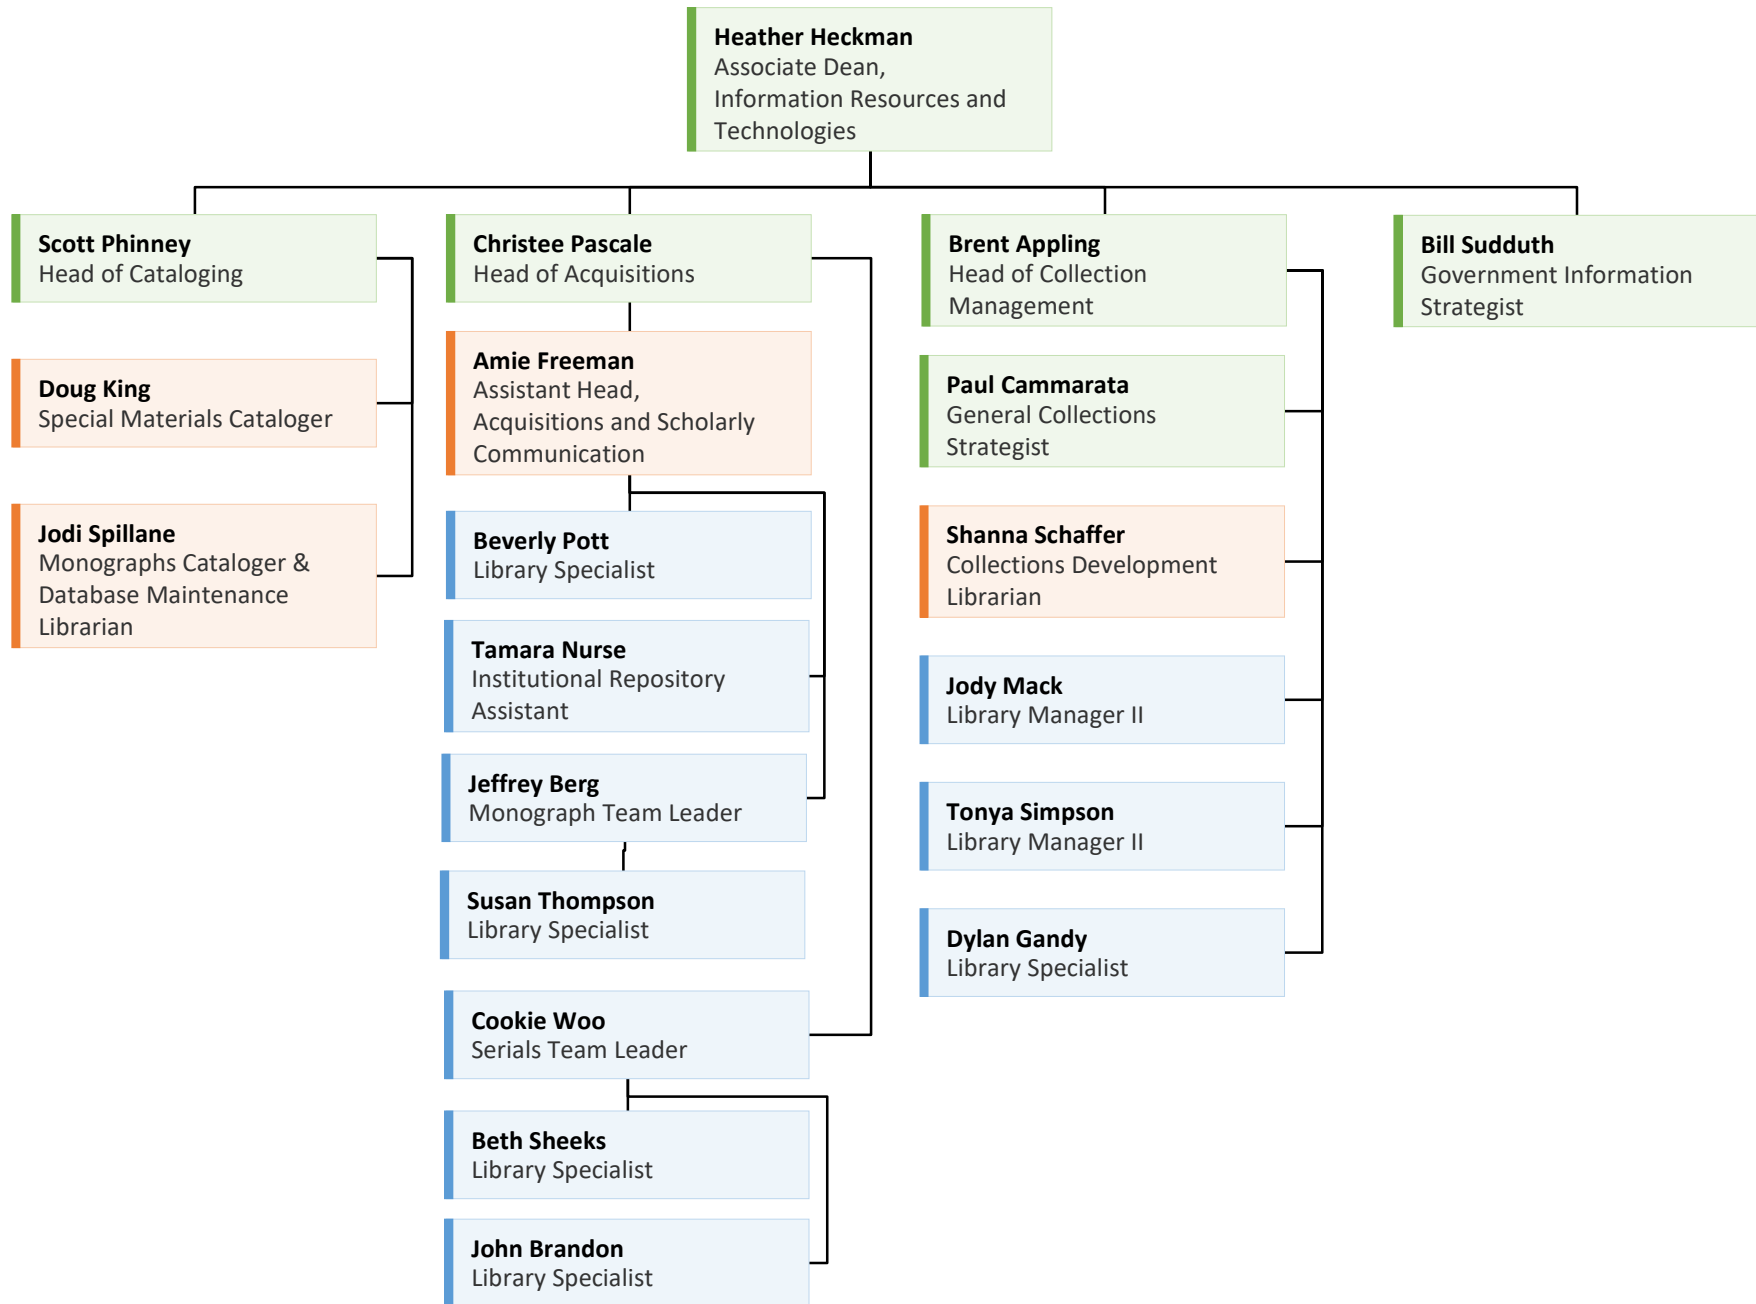 Heather Heckman
Associate Dean,
Information Resources and
Technologies
Scott Phinney
Head of Cataloging
Doug King
Special Materials Cataloger
Jodi Spillane
Monographs Cataloger &
Database Maintenance
Librarian
Christee Pascale
Head of Acquisitions
Amie Freeman
Assistant Head,
Acquisitions and Scholarly
Communication
Beverly Pott
Library Specialist
Tamara Nurse
Institutional Repository
Assistant
Jeffrey Berg
Monograph Team Leader
Susan Thompson
Library Specialist
Cookie Woo
Serials Team Leader
Beth Sheeks
Library Specialist
John Brandon
Library Specialist
Brent Appling
Head of Collection
Management
Paul Cammarata
General Collections
Strategist
Shanna Schaffer
Collections Development
Librarian
Jody Mack
Library Manager II
Tonya Simpson
Library Manager II
Dylan Gandy
Library Specialist
Bill Sudduth
Government Information
Strategist